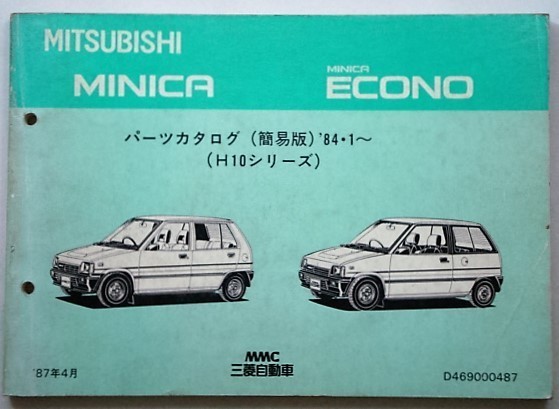 MITSUBISHI
MINICA
MINICA
ECONO
パーツカタログ（簡易版）'84・1～
（H10シリーズ）
MMC
三菱自動車
'87年4月
D469000487